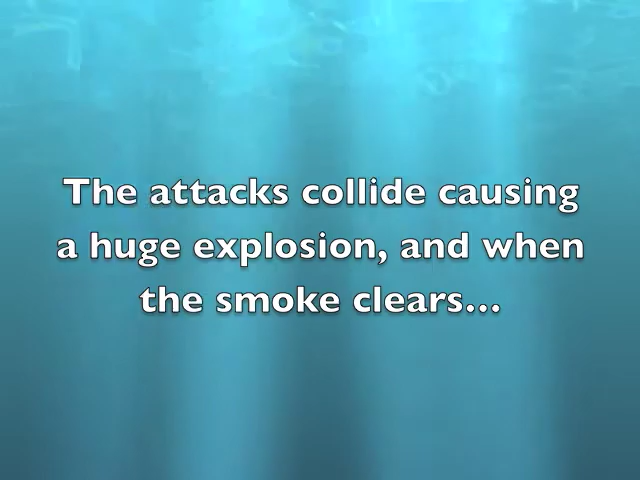 The attacks collide causing
a huge explosion, and when
the smoke clears...